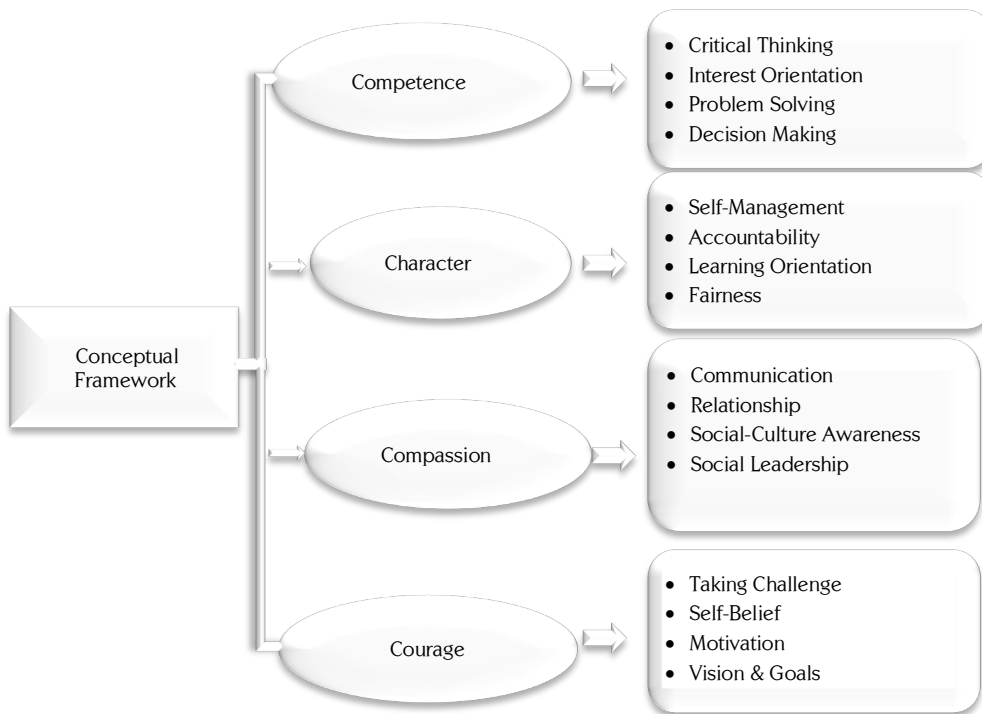 Conceptual
Framework
Competence
• Critical Thinking
• Interest Orientation
• Problem Solving
• Decision Making
Character
• Self-Management
• Accountability
• Learning Orientation
• Fairness
Compassion
• Communication
• Relationship
• Social-Culture Awareness
• Social Leadership
Courage
• Taking Challenge
• Self-Belief
• Motivation
• Vision & Goals